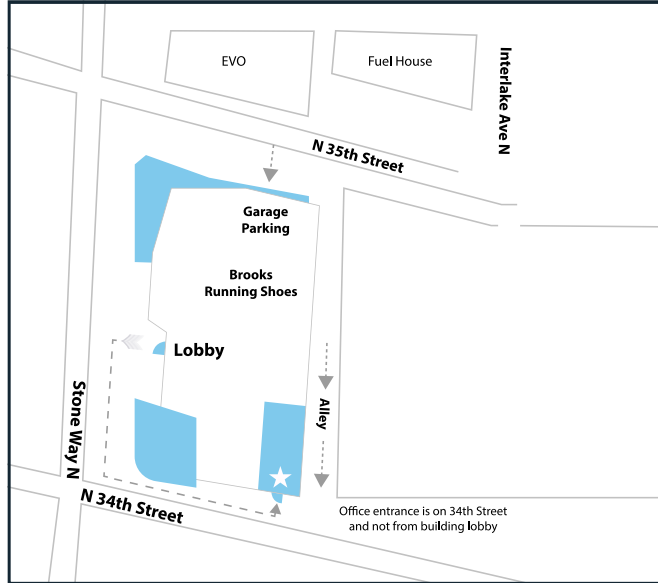 EVO
Fuel House
Interlake Ave N
N 35th Street
Garage
Parking
Brooks
Running Shoes
Lobby
Alley
Stone Way N
N 34th Street
Office entrance is on 34th Street
and not from building lobby